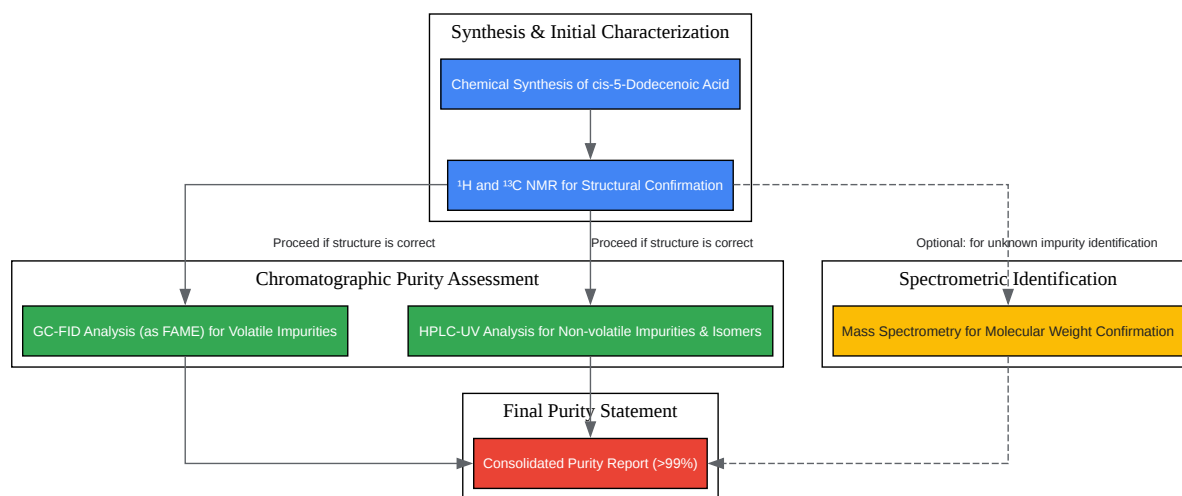 Synthesis & Initial Characterization
Chemical Synthesis of cis-5-Dodecenoic Acid
¹H and ¹³C NMR for Structural Confirmation
Proceed if structure is correct
Proceed if structure is correct
Optional: for unknown impurity identification
Chromatographic Purity Assessment
Spectrometric Identification
GC-FID Analysis (as FAME) for Volatile Impurities
HPLC-UV Analysis for Non-volatile Impurities & Isomers
Mass Spectrometry for Molecular Weight Confirmation
Final Purity Statement
Consolidated Purity Report (>99%)